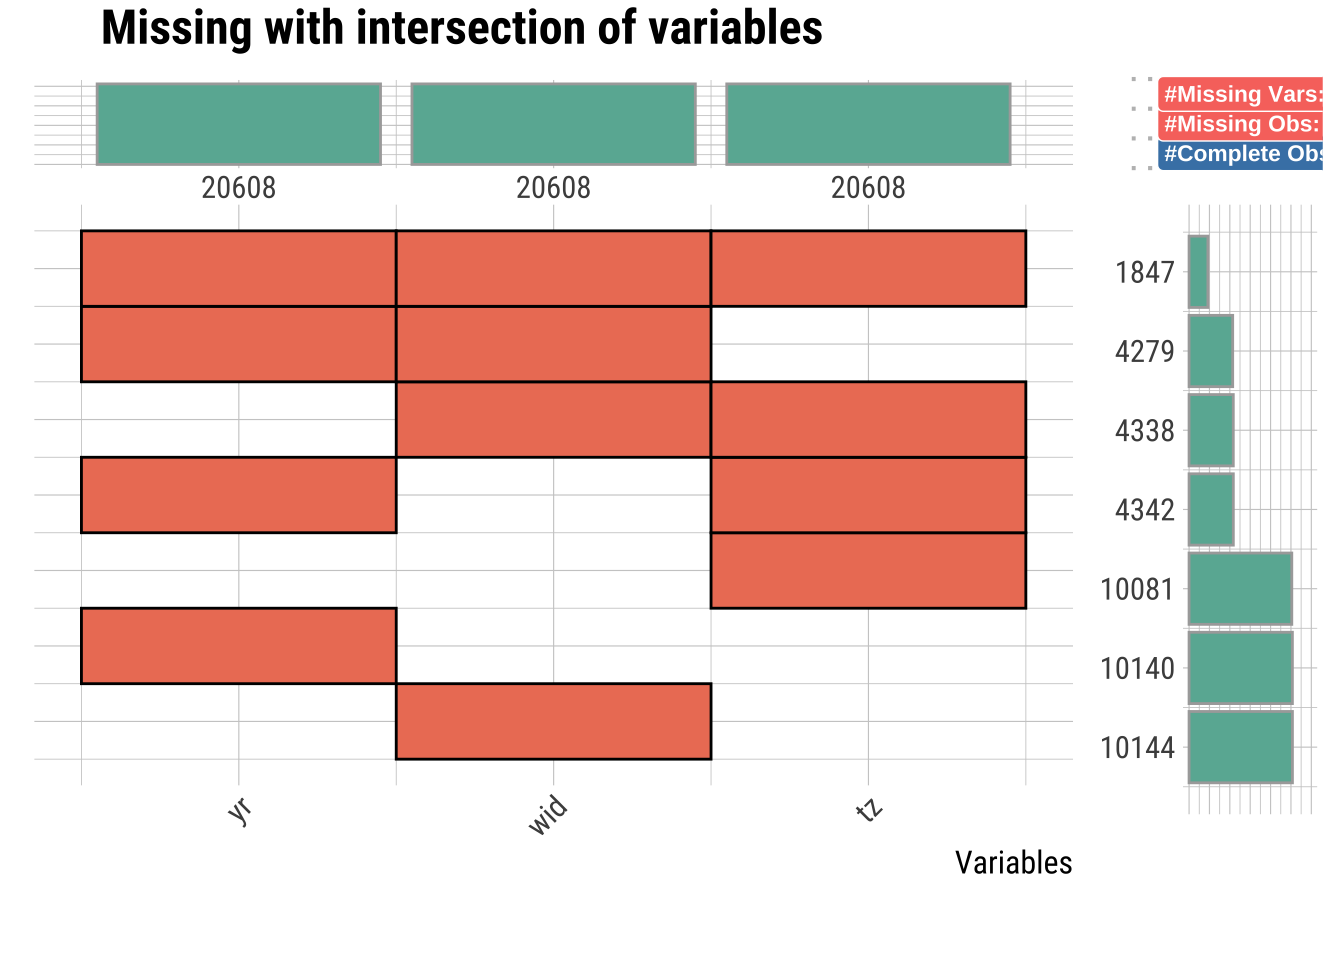 Missing with intersection of variables
#Missing Vars:
#Missing Obs:
#Complete Obs
20608 20608 20608
1847
4279
4338
4342
10081
10140
10144
yr wid tz
Variables